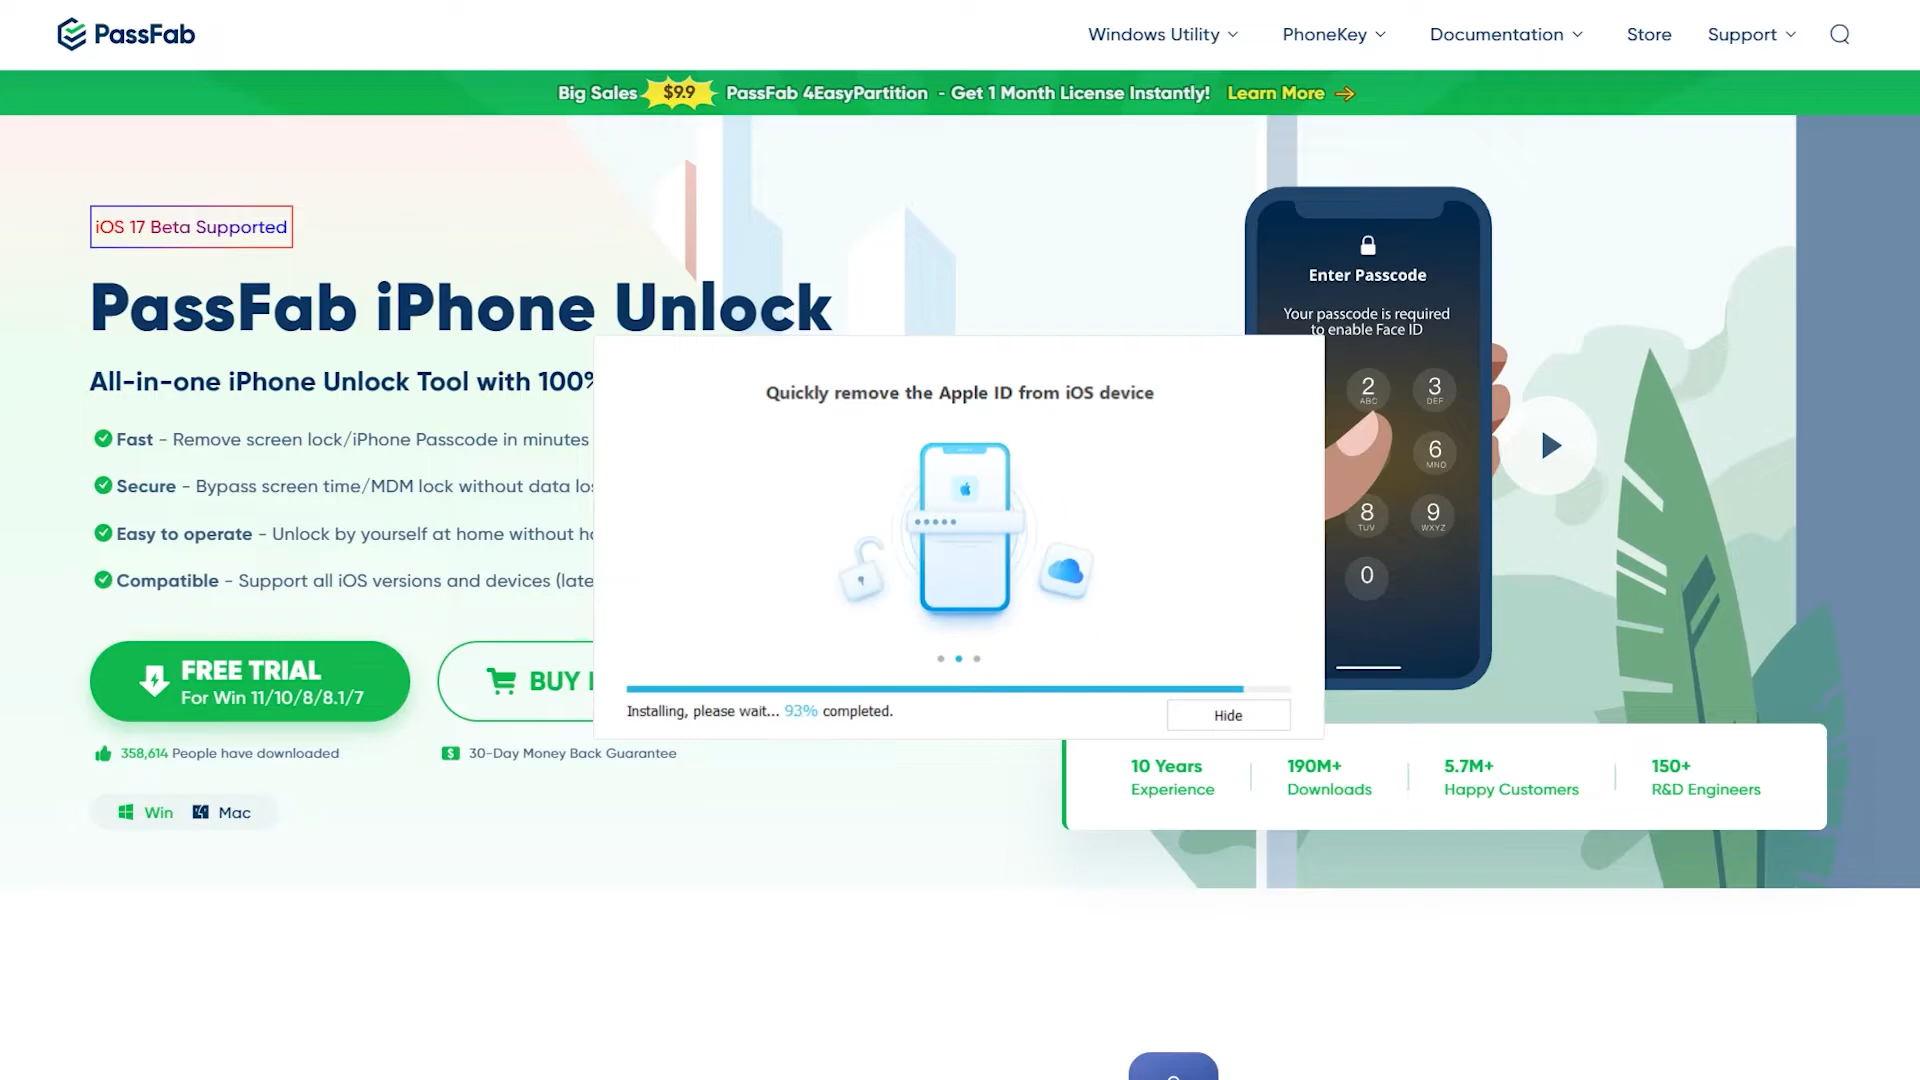 PassFab
Windows Utility
PhoneKey
Documentation
Store
Support
Big Sales $9.9 PassFab 4EasyPartition - Get 1 Month License Instantly! Learn More
iOS 17 Beta Supported
PassFab iPhone Unlock
All-in-one iPhone Unlock Tool with 100%
Fast - Remove screen lock/iPhone Passcode in minutes
Secure - Bypass screen time/MDM lock without data
Easy to operate - Unlock by yourself at home without
Compatible - Support all iOS versions and devices
FREE TRIAL
For Win 11/10/8/8.1/7
BUY
358,614 People have downloaded
30-Day Money Back Guarantee
Win
Mac
Quickly remove the Apple ID from iOS device
Installing, please wait... 93% completed.
Hide
Enter Passcode
Your passcode is required
to enable Face ID
2
ABC
3
DEF
6
MNO
8
TUV
9
WXYZ
0
10 Years
Experience
190M+
Downloads
5.7M+
Happy Customers
150+
R&D Engineers